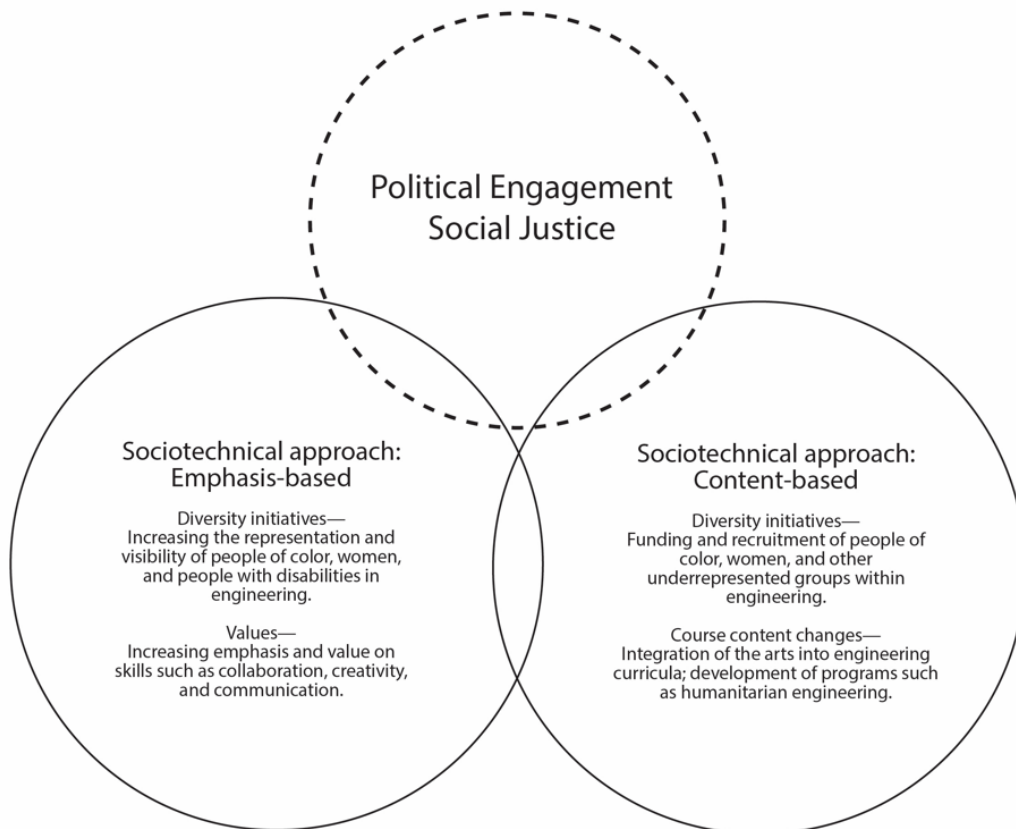 Political Engagement
Social Justice
Sociotechnical approach:
Emphasis-based
Diversity initiatives—
Increasing the representation and
visibility of people of color, women,
and people with disabilities in
engineering.
Values—
Increasing emphasis and value on
skills such as collaboration, creativity,
and communication.
Sociotechnical approach:
Content-based
Diversity initiatives—
Funding and recruitment of people of
color, women, and other
underrepresented groups within
engineering.
Course content changes—
Integration of the arts into engineering
curricula; development of programs such
as humanitarian engineering.